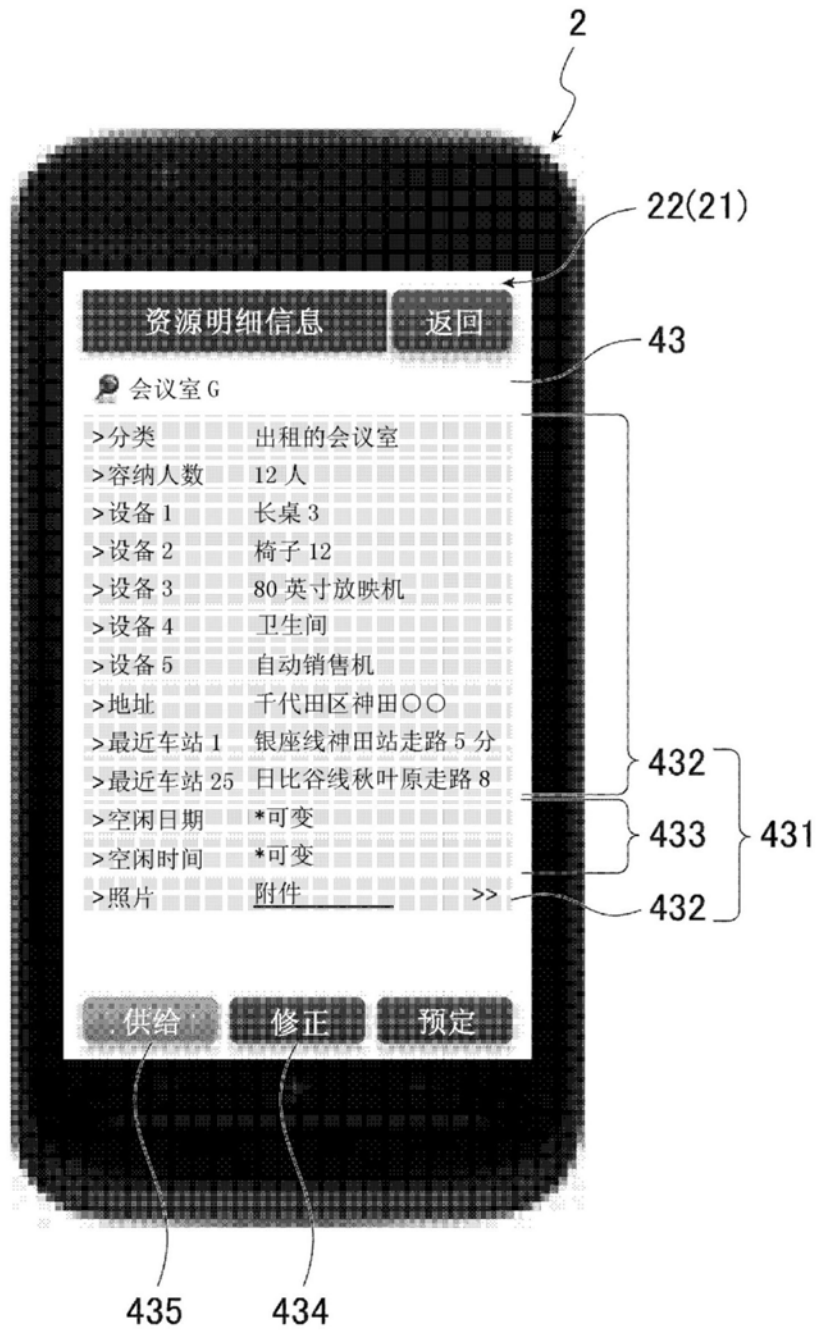 2
22(21)
资源明细信息 返回
43
会议室 G
>分类 出租的会议室
>容纳人数 12 人
>设备 1 长桌 3
>设备 2 椅子 12
>设备 3 80 英寸放映机
>设备 4 卫生间
>设备 5 自动销售机
>地址 千代田区神田〇〇
>最近车站 1 银座线神田站走路 5 分
>最近车站 25 日比谷线秋叶原走路 8
432
>空闲日期 *可变
433 431
>空闲时间 *可变
>照片 附件 >>
432
供给 修正 预定
435 434